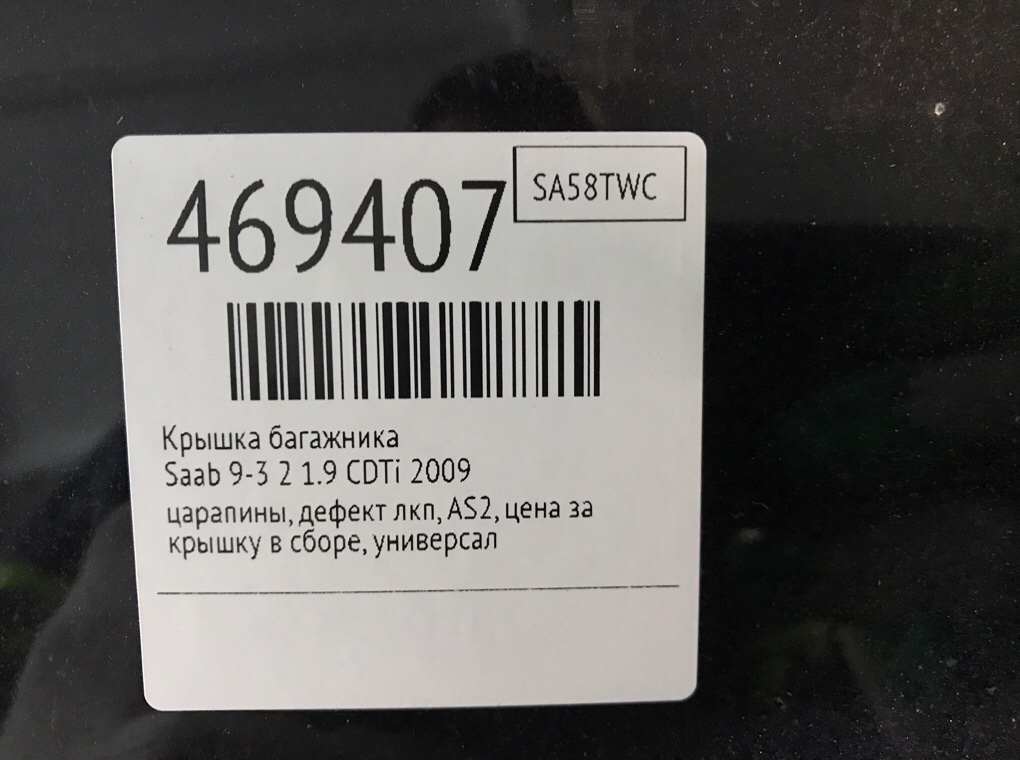 469407
SA58TWC
Крышка багажника
Saab 9-3 2 1.9 CDTi 2009
царапины, дефект лкп, AS2, цена за
крышку в сборе, универсал